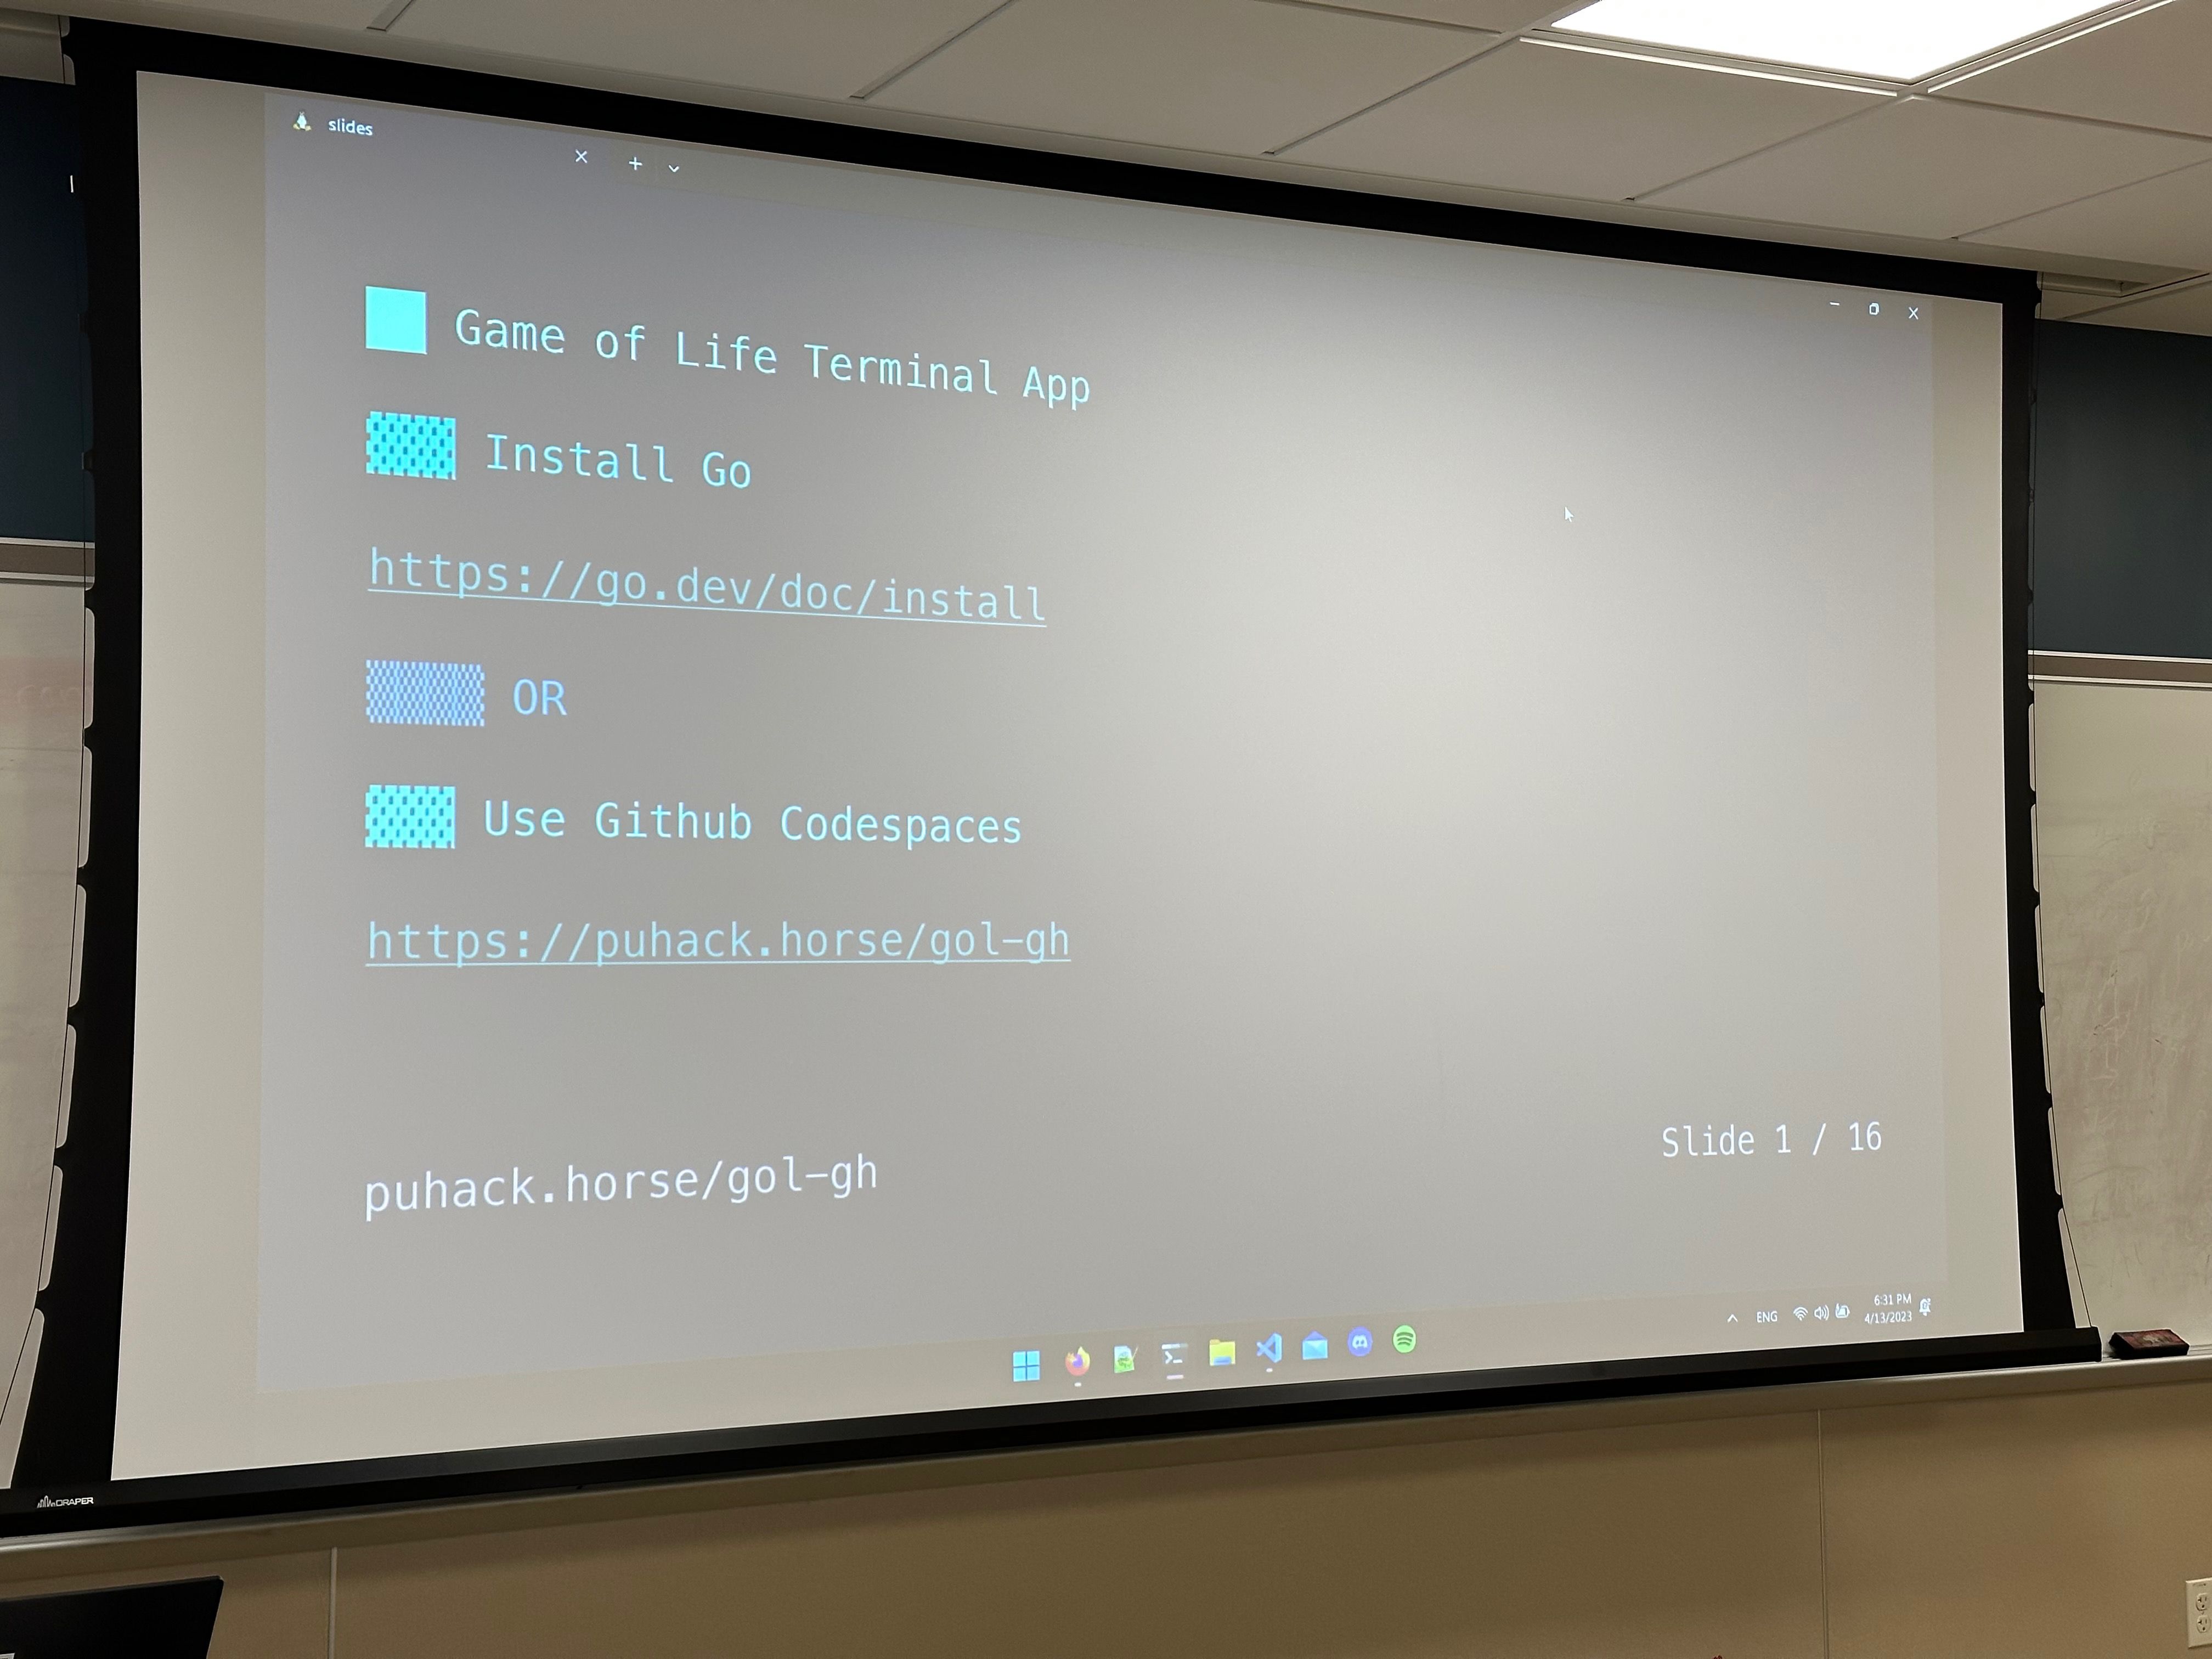 slides
Game of Life Terminal App
Install Go
https://go.dev/doc/install
OR
Use Github Codespaces
https://puhack.horse/gol-gh
puhack.horse/gol-gh
Slide 1 / 16
ENG
6:31 PM
4/13/2023
DRAPER